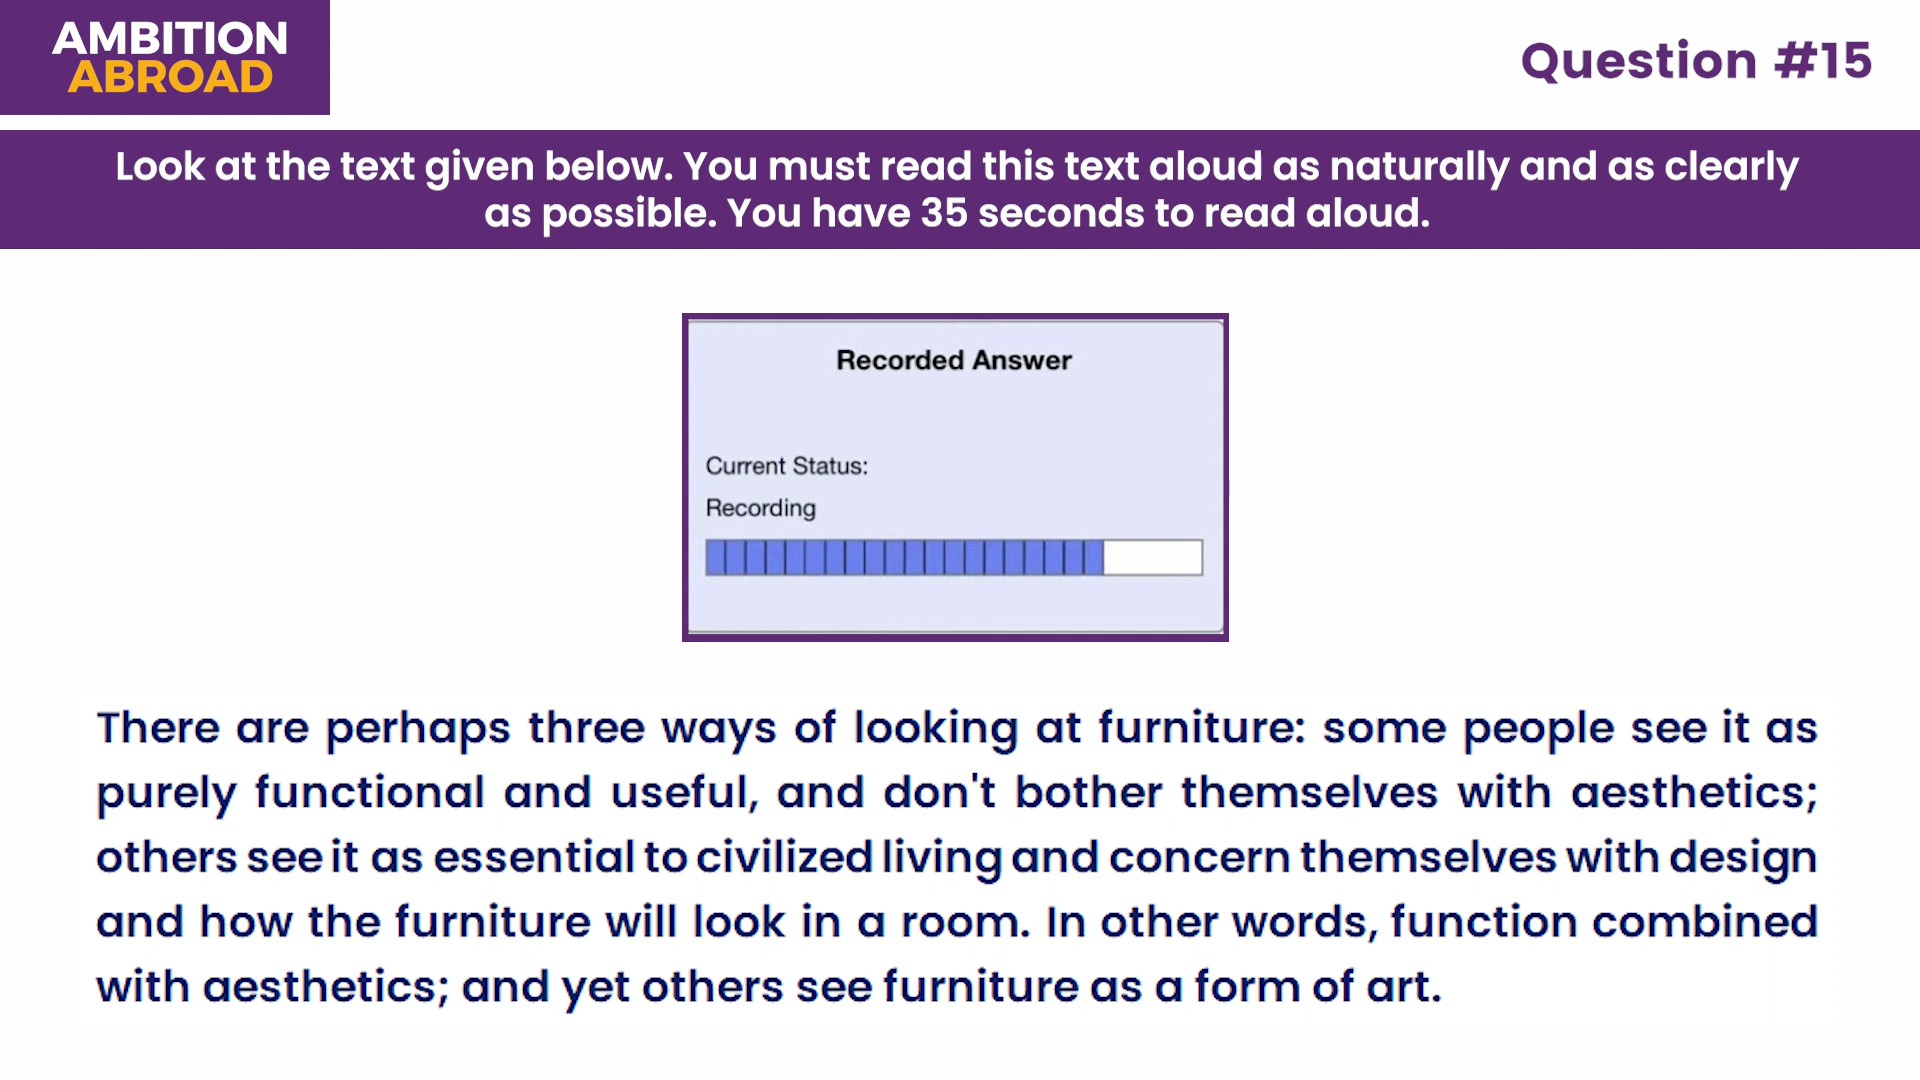 AMBITION
ABROAD
Question #15
Look at the text given below. You must read this text aloud as naturally and as clearly
as possible. You have 35 seconds to read aloud.
Recorded Answer
Current Status:
Recording
There are perhaps three ways of looking at furniture: some people see it as
purely functional and useful, and don't bother themselves with aesthetics;
others see it as essential to civilized living and concern themselves with design
and how the furniture will look in a room. In other words, function combined
with aesthetics; and yet others see furniture as a form of art.